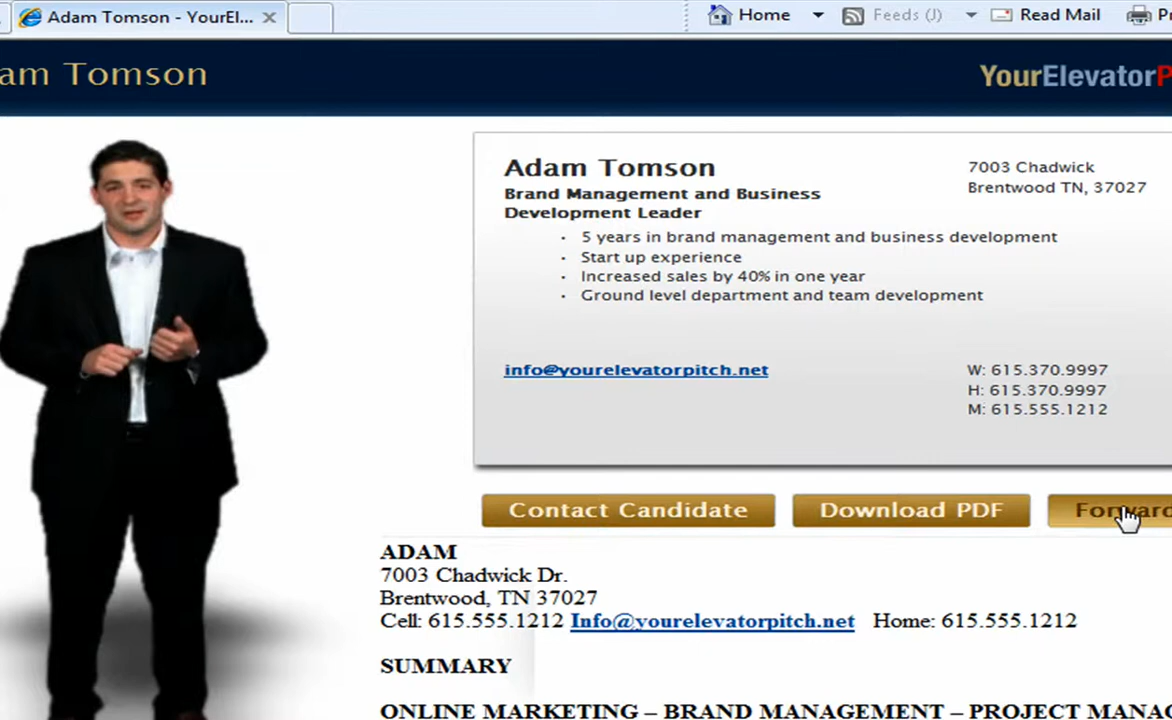 Adam Tomson - YourEl...
Home
Feeds (J)
Read Mail
am Tomson
YourElevator
Adam Tomson
Brand Management and Business
Development Leader
· 5 years in brand management and business development
· Start up experience
· Increased sales by 40% in one year
· Ground level department and team development
7003 Chadwick
Brentwood TN, 37027
info@yourelevatorpitch.net
W: 615.370.9997
H: 615.370.9997
M: 615.555.1212
Contact Candidate
Download PDF
Forward
ADAM
7003 Chadwick Dr.
Brentwood, TN 37027
Cell: 615.555.1212 Info@yourelevatorpitch.net Home: 615.555.1212
SUMMARY
ONLINE MARKETING – BRAND MANAGEMENT – PROJECT MANA